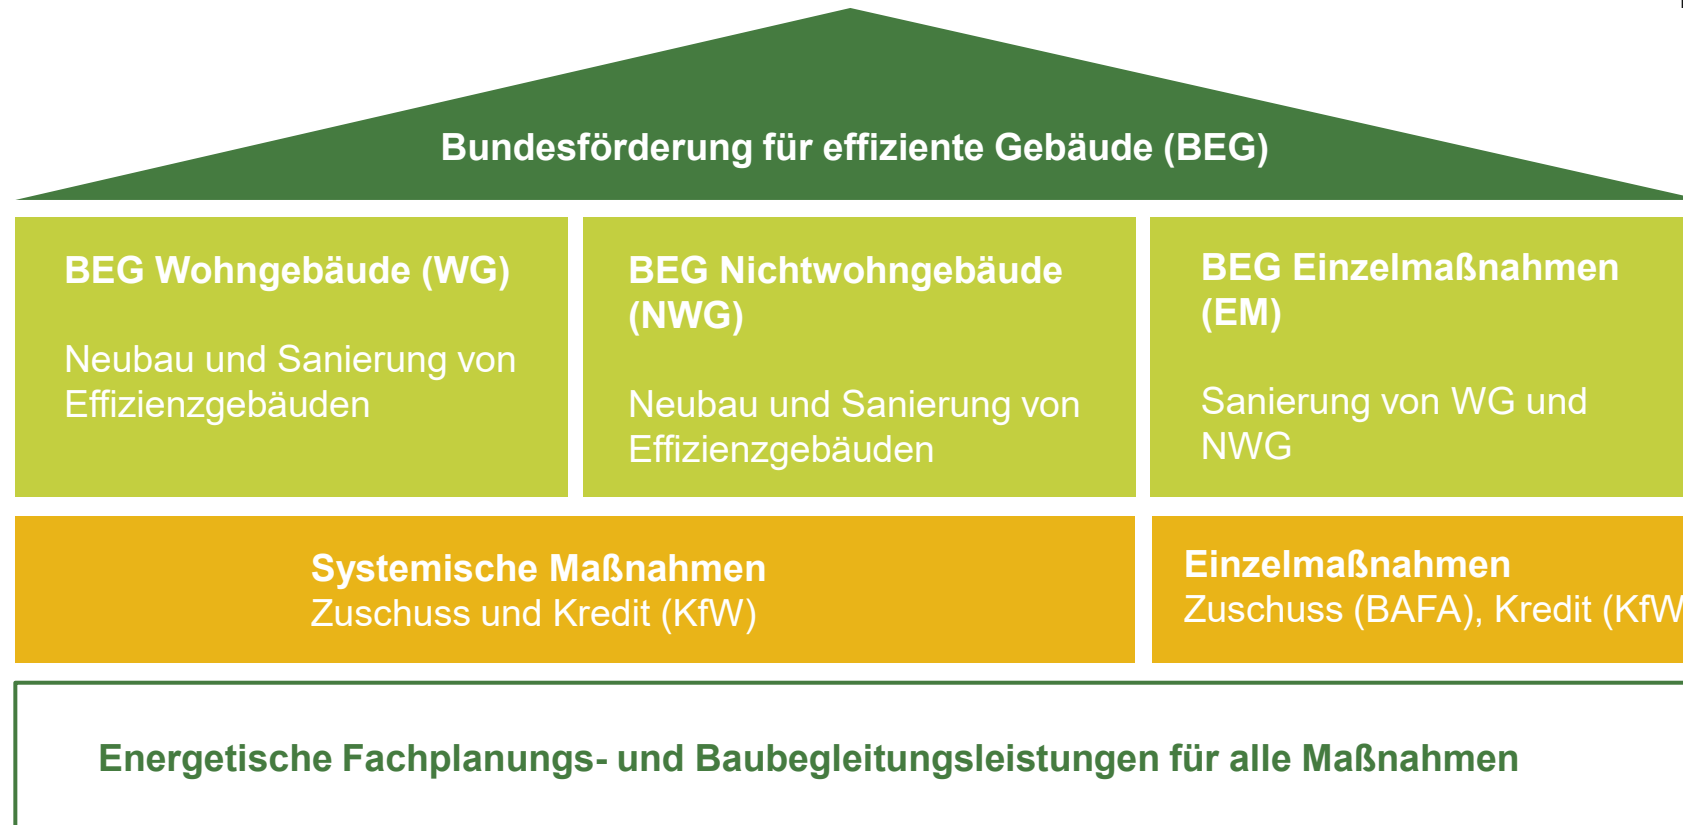 Bundesförderung für effiziente Gebäude (BEG)
BEG Wohngebäude (WG)
Neubau und Sanierung von
Effizienzgebäuden
BEG Nichtwohngebäude
(NWG)
Neubau und Sanierung von
Effizienzgebäuden
BEG Einzelmaßnahmen
(EM)
Sanierung von WG und
NWG
Systemische Maßnahmen
Zuschuss und Kredit (KfW)
Einzelmaßnahmen
Zuschuss (BAFA), Kredit (KfW
Energetische Fachplanungs- und Baubegleitungsleistungen für alle Maßnahmen